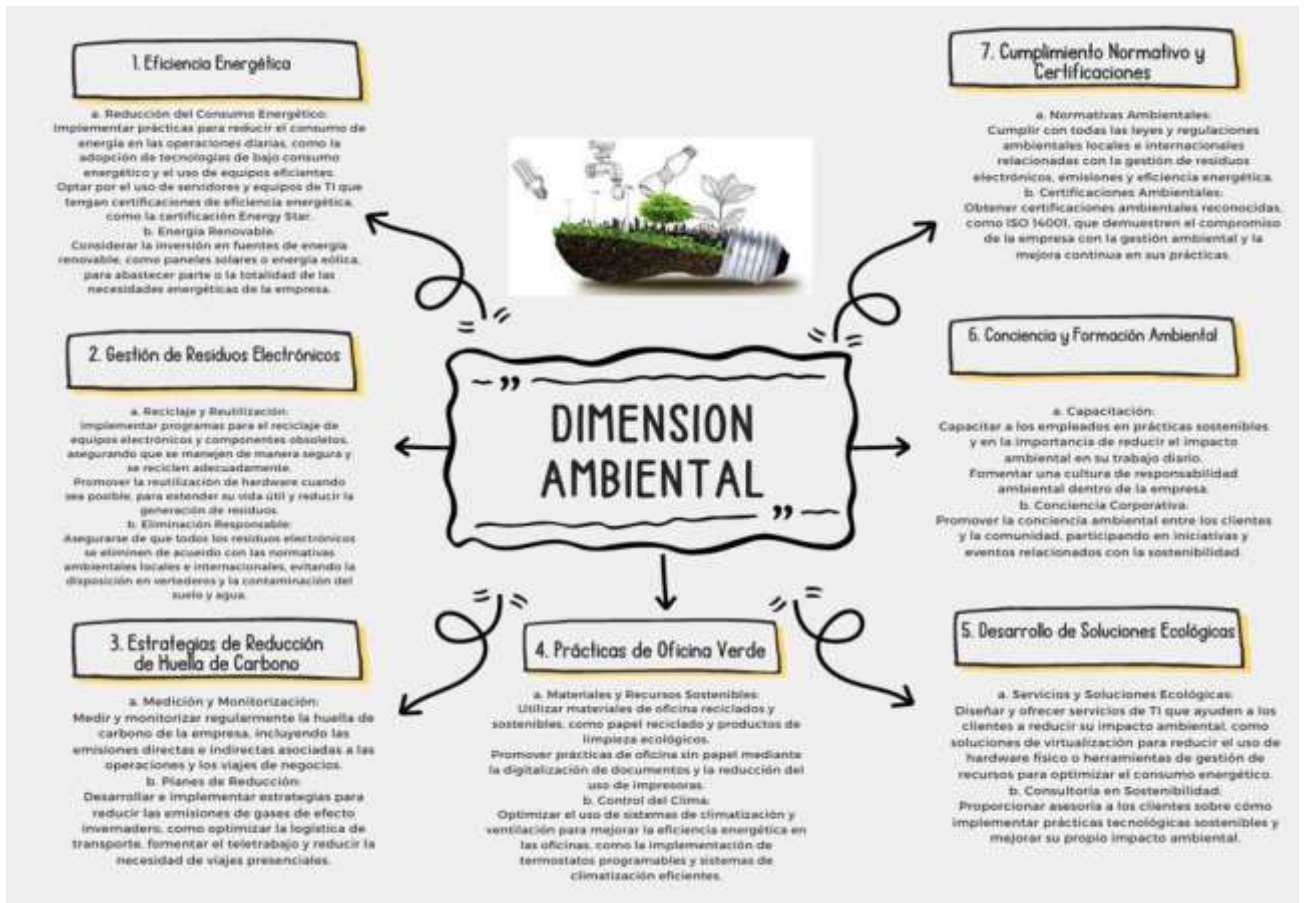 1. Eficiencia Energética
a. Reducción del Consumo Energético:
Implementar prácticas para reducir el consumo de
energía en las operaciones diarias, como la
adopción de tecnologías de bajo consumo
energético y el uso de equipos eficientes.
Optar por el uso de servidores y equipos de TI que
tengan certificaciones de eficiencia energética,
como la certificación Energy Star.
b. Energía Renovable:
Considerar la inversión en fuentes de energía
renovable, como paneles solares o energía eólica,
para abastecer parte o la totalidad de las
necesidades energéticas de la empresa.
2. Gestión de Residuos Electrónicos
a. Reciclaje y Reutilización:
Implementar programas para el reciclaje de
equipos electrónicos y componentes obsoletos,
asegurando que se manejen de manera segura y
se reciclen adecuadamente.
Promover la reutilización de hardware cuando
sea posible, para extender su vida útil y reducir la
generación de residuos.
b. Eliminación Responsable:
Asegurarse de que todos los residuos electrónicos
se eliminen de acuerdo con las normativas
ambientales locales e internacionales, evitando la
disposición en vertederos y la contaminación del
suelo y agua.
3. Estrategias de Reducción
de Huella de Carbono
a. Medición y Monitorización:
Medir y monitorizar regularmente la huella de
carbono de la empresa, incluyendo las
emisiones directas e indirectas asociadas a las
operaciones y los viajes de negocios.
b. Planes de Reducción:
Desarrollar e implementar estrategias para
reducir las emisiones de gases de efecto
invernadero, como optimizar la logística de
transporte, fomentar el teletrabajo y reducir la
necesidad de viajes presenciales.
DIMENSION
AMBIENTAL
4. Prácticas de Oficina Verde
a. Materiales y Recursos Sostenibles:
Utilizar materiales de oficina reciclados y
sostenibles, como papel reciclado y productos de
limpieza ecológicos.
Promover prácticas de oficina sin papel mediante
la digitalización de documentos y la reducción del
uso de impresoras.
b. Control del Clima:
Optimizar el uso de sistemas de climatización y
ventilación para mejorar la eficiencia energética en
las oficinas, como la implementación de
termostatos programables y sistemas de
climatización eficientes.
7. Cumplimiento Normativo y
Certificaciones
a. Normativas Ambientales:
Cumplir con todas las leyes y regulaciones
ambientales locales e internacionales
relacionadas con la gestión de residuos
electrónicos, emisiones y eficiencia energética.
b. Certificaciones Ambientales:
Obtener certificaciones ambientales reconocidas,
como ISO 14001, que demuestren el compromiso
de la empresa con la gestión ambiental y la
mejora continua en sus prácticas.
6. Conciencia y Formación Ambiental
a. Capacitación:
Capacitar a los empleados en prácticas sostenibles
y en la importancia de reducir el impacto
ambiental en su trabajo diario.
Fomentar una cultura de responsabilidad
ambiental dentro de la empresa.
b. Conciencia Corporativa:
Promover la conciencia ambiental entre los clientes
y la comunidad, participando en iniciativas y
eventos relacionados con la sostenibilidad
5. Desarrollo de Soluciones Ecológicas
a. Servicios y Soluciones Ecológicas:
Diseñar y ofrecer servicios de TI que ayuden a los
clientes a reducir su impacto ambiental, como
soluciones de virtualización para reducir el uso de
hardware físico o herramientas de gestión de
recursos para optimizar el consumo energético.
b. Consultoría en Sostenibilidad:
Proporcionar asesoría a los clientes sobre cómo
implementar prácticas tecnológicas sostenibles y
mejorar su propio impacto ambiental.